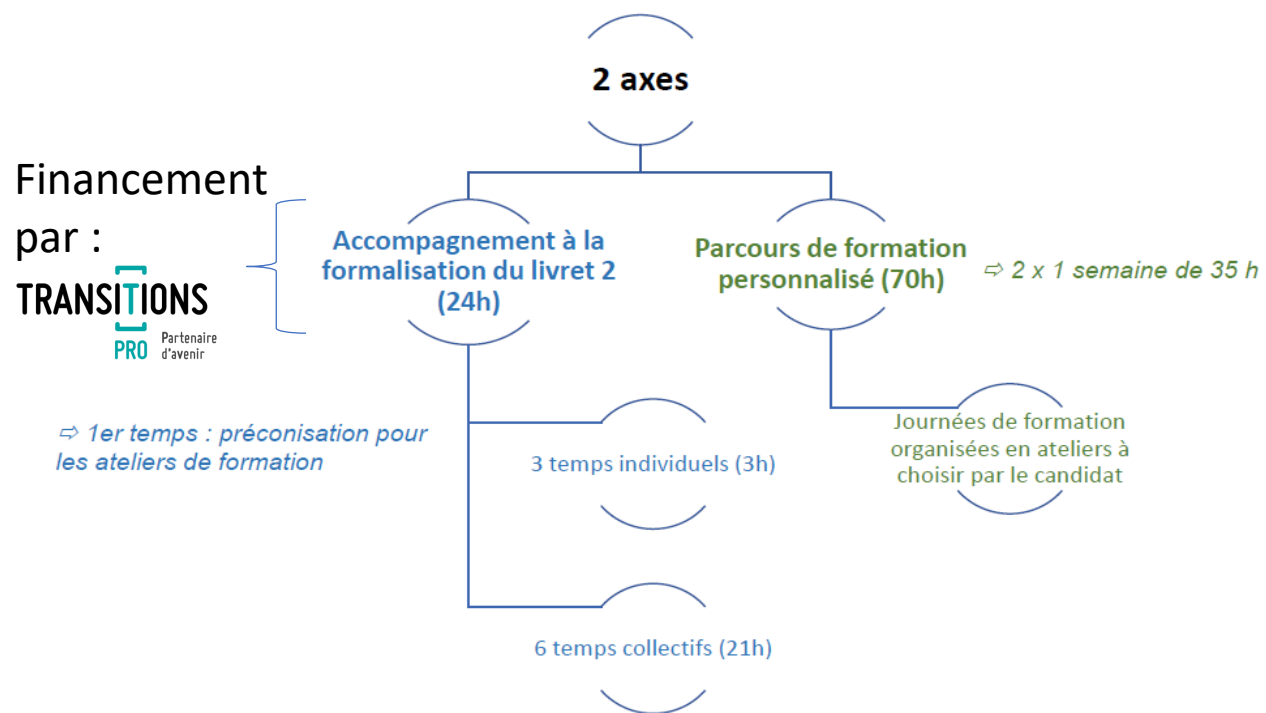 2 axes
Financement
par :
TRANSITIONS
PRO
Partenaire
d'avenir
Accompagnement à la
formalisation du livret 2
(24h)
Parcours de formation
personnalisé (70h)
⇨ 2 x 1 semaine de 35 h
⇨ 1er temps : préconisation pour
les ateliers de formation
3 temps individuels (3h)
Journées de formation
organisées en ateliers à
choisir par le candidat
6 temps collectifs (21h)